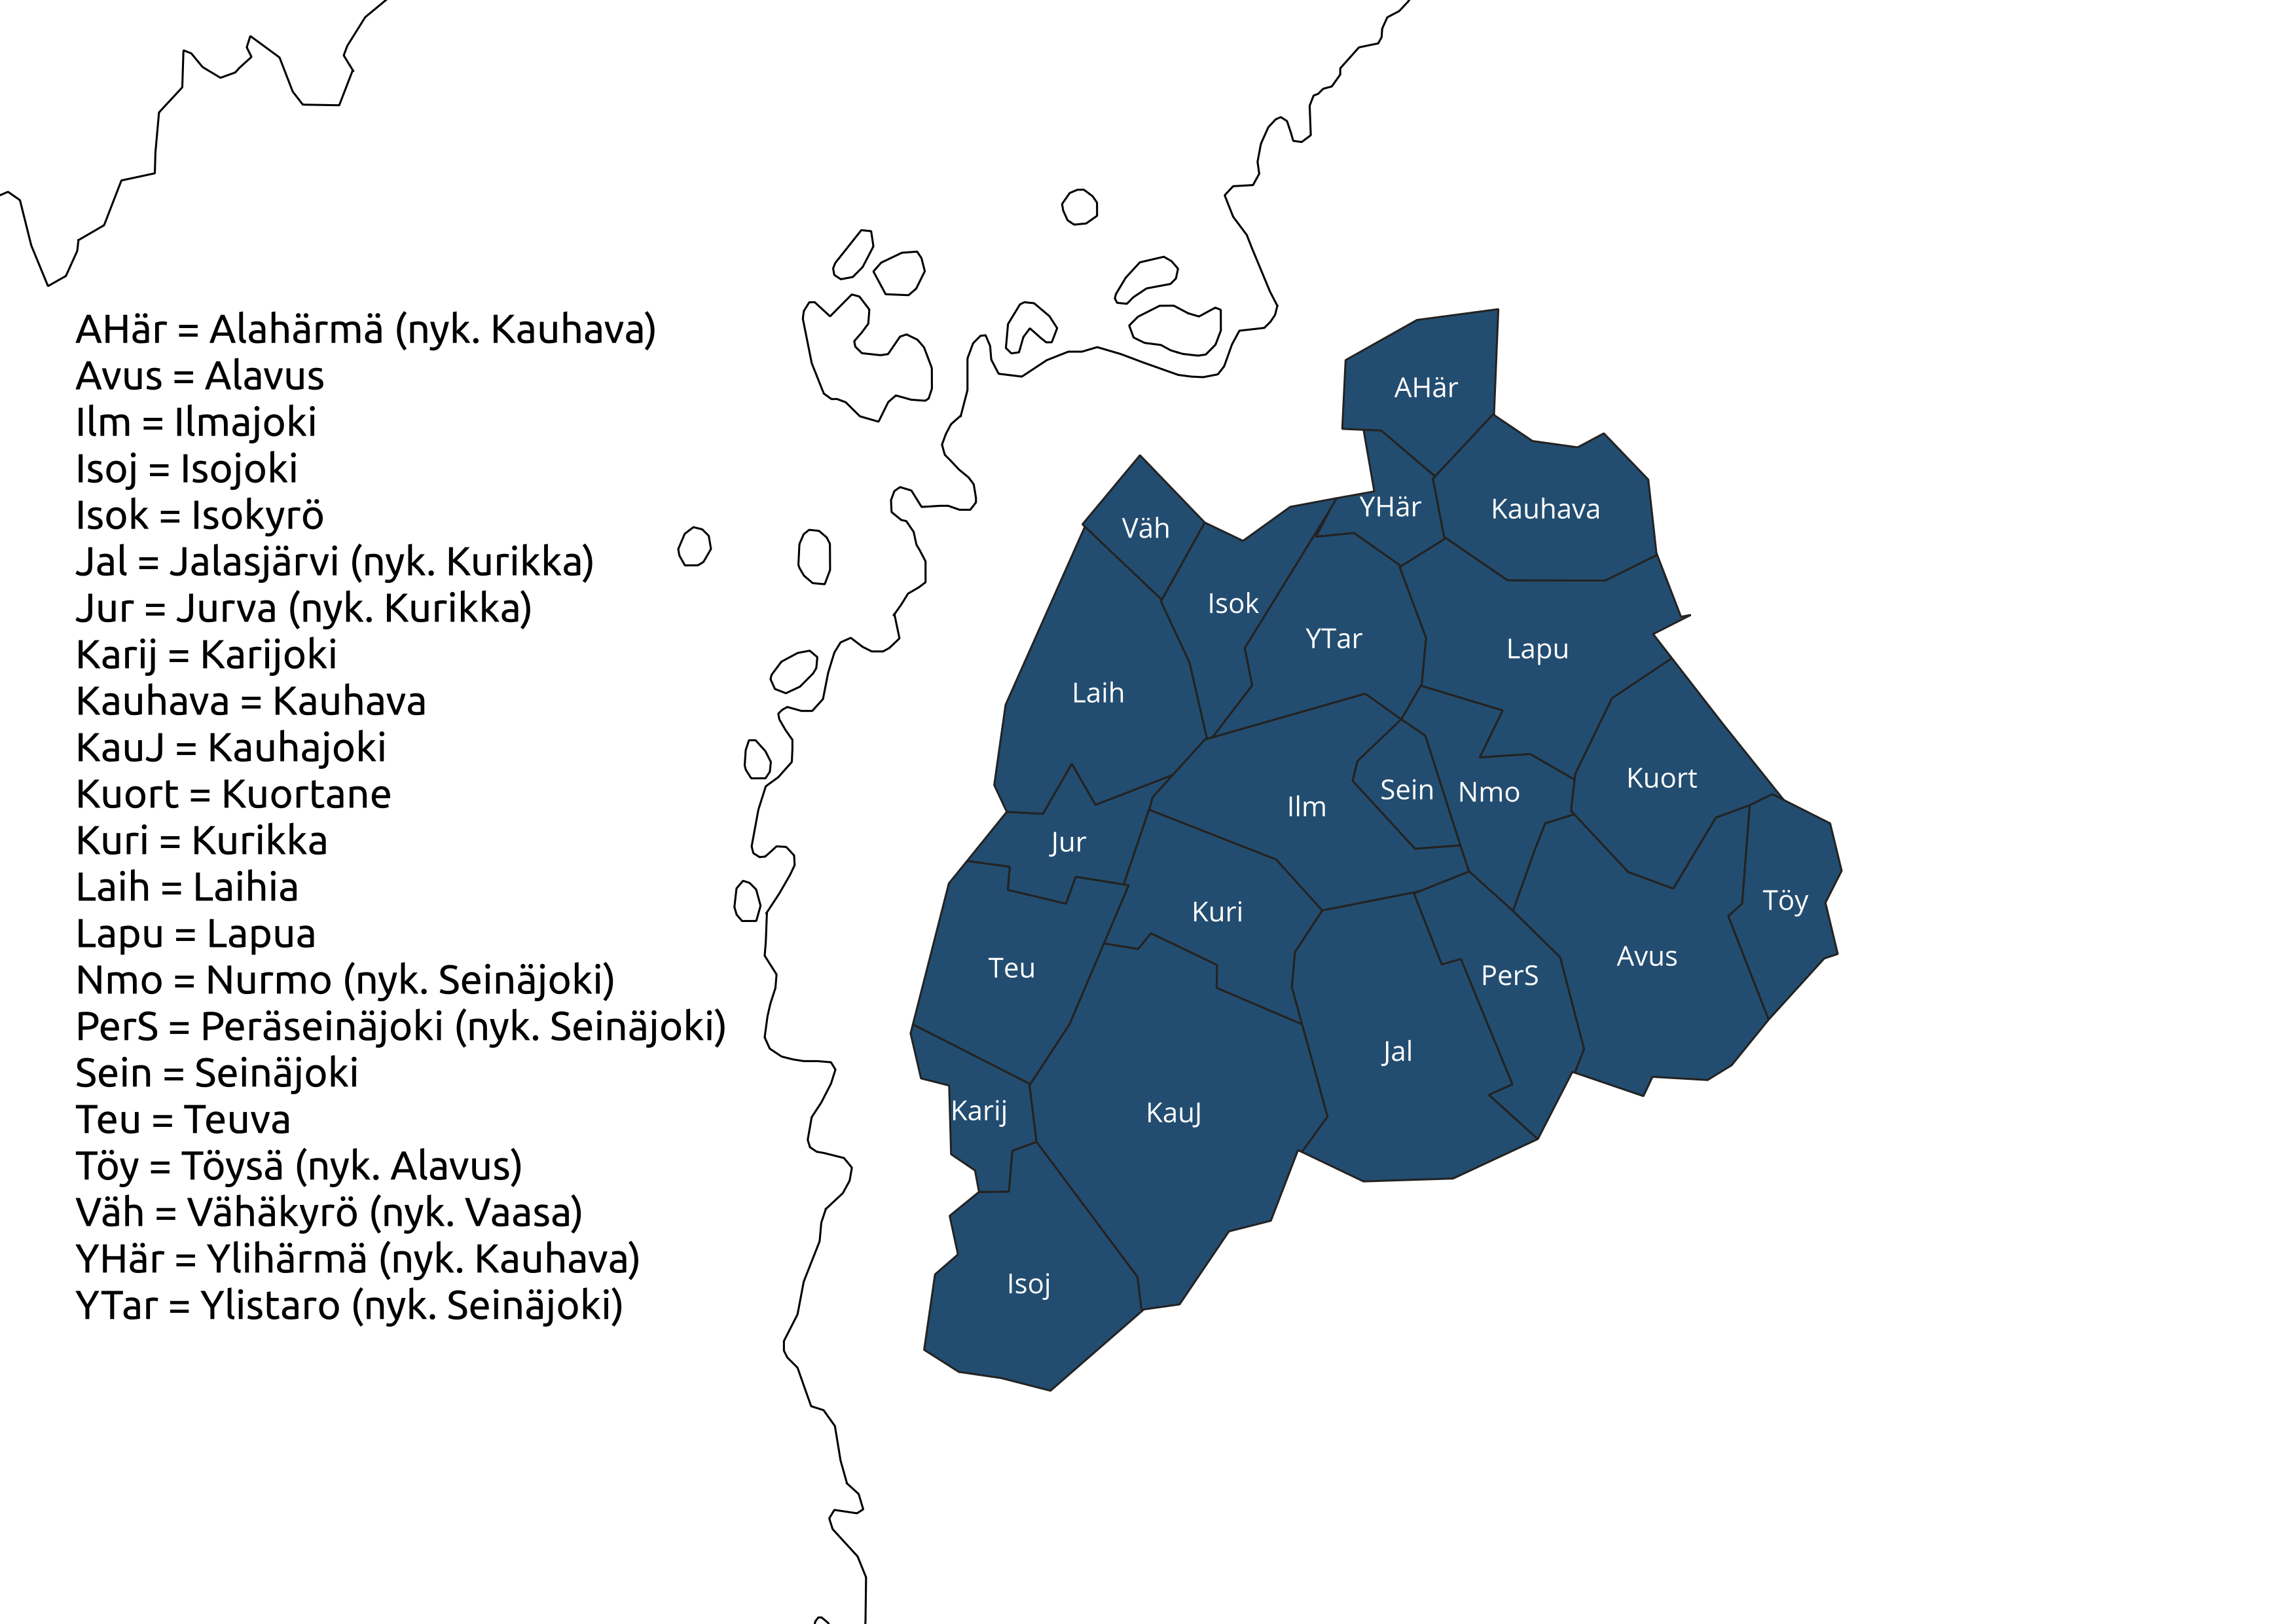 AHär = Alahärmä (nyk. Kauhava)
Avus = Alavus
Ilm = Ilmajoki
Isoj = Isojoki
Isok = Isokyrö
Jal = Jalasjärvi (nyk. Kurikka)
Jur = Jurva (nyk. Kurikka)
Karij = Karijoki
Kauhava = Kauhava
KauJ = Kauhajoki
Kuort = Kuortane
Kuri = Kurikka
Laih = Laihia
Lapu = Lapua
Nmo = Nurmo (nyk. Seinäjoki)
PerS = Peräseinäjoki (nyk. Seinäjoki)
Sein = Seinäjoki
Teu = Teuva
Töy = Töysä (nyk. Alavus)
Väh = Vähäkyrö (nyk. Vaasa)
YHär = Ylihärmä (nyk. Kauhava)
YTar = Ylistaro (nyk. Seinäjoki)
AHär
YHär
Kauhava
Väh
Isok
YTar
Lapu
Laih
Kuort
Sein
Nmo
Ilm
Jur
Töy
Kuri
Avus
Teu
PerS
Jal
Karij
KauJ
Isoj